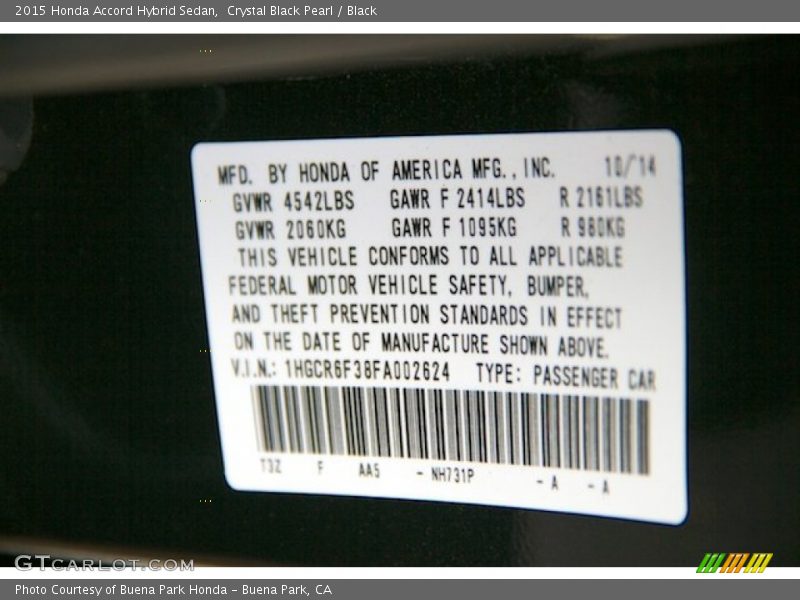 2015 Honda Accord Hybrid Sedan,  Crystal Black Pearl / Black
MFD. BY HONDA OF AMERICA MFG., INC. 10/14
GVWR 4542LBS GAWR F 2414LBS R 2161LBS
GVWR 2060KG GAWR F 1095KG R 980KG
THIS VEHICLE CONFORMS TO ALL APPLICABLE
FEDERAL MOTOR VEHICLE SAFETY, BUMPER,
AND THEFT PREVENTION STANDARDS IN EFFECT
ON THE DATE OF MANUFACTURE SHOWN ABOVE.
V.I.N.: 1HGCR6F38FA002624 TYPE: PASSENGER CAR
T3Z F AA5 - NH731P - A - A
GTCARLOT.COM
Photo Courtesy of Buena Park Honda - Buena Park, CA